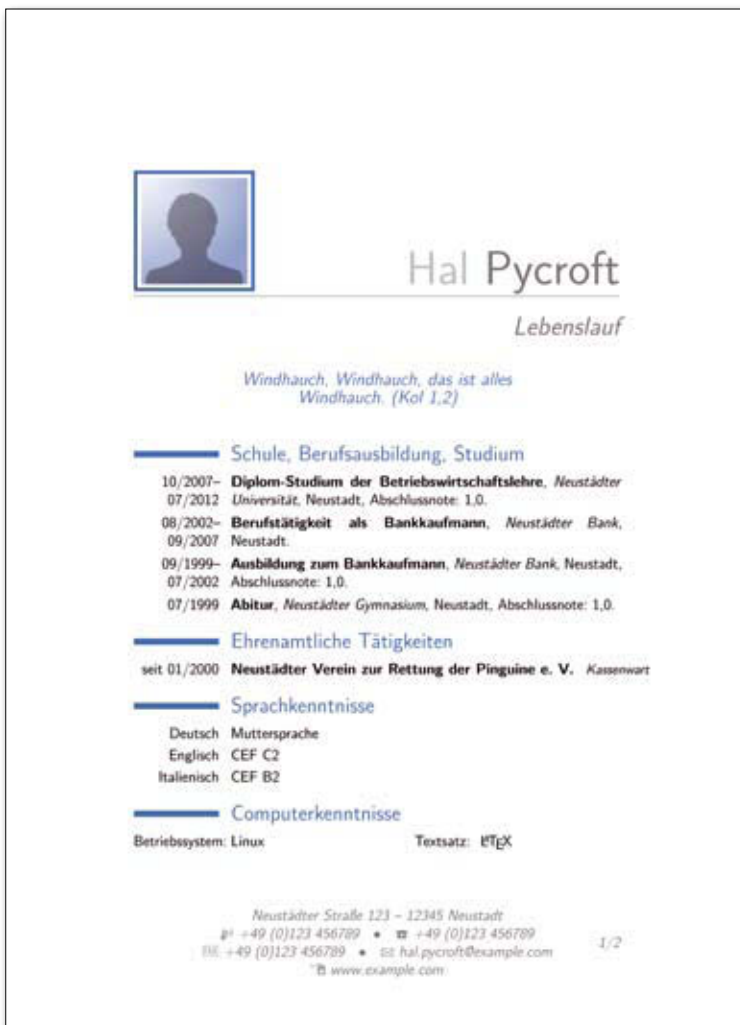 Hal Pycroft
Lebenslauf
Windhauch, Windhauch, das ist alles
Windhauch. (Kol 1,2)
Schule, Berufsausbildung, Studium
10/2007– Diplom-Studium der Betriebswirtschaftslehre, Neustädter
07/2012 Universität, Neustadt, Abschlussnote: 1,0.
08/2002– Berufstätigkeit als Bankkaufmann, Neustädter Bank,
09/2007 Neustadt.
09/1999– Ausbildung zum Bankkaufmann, Neustädter Bank, Neustadt,
07/2002 Abschlussnote: 1,0.
07/1999 Abitur, Neustädter Gymnasium, Neustadt, Abschlussnote: 1,0.
Ehrenamtliche Tätigkeiten
seit 01/2000 Neustädter Verein zur Rettung der Pinguine e. V. Kassenwart
Sprachkenntnisse
Deutsch Muttersprache
Englisch CEF C2
Italienisch CEF B2
Computerkenntnisse
Betriebssystem: Linux Textsatz: LATEX
Neustädter Straße 123 – 12345 Neustadt
+49 (0)123 456789 • ☎ +49 (0)123 456789
+49 (0)123 456789 • ✉ hal.pycroft@example.com
www.example.com
1/2